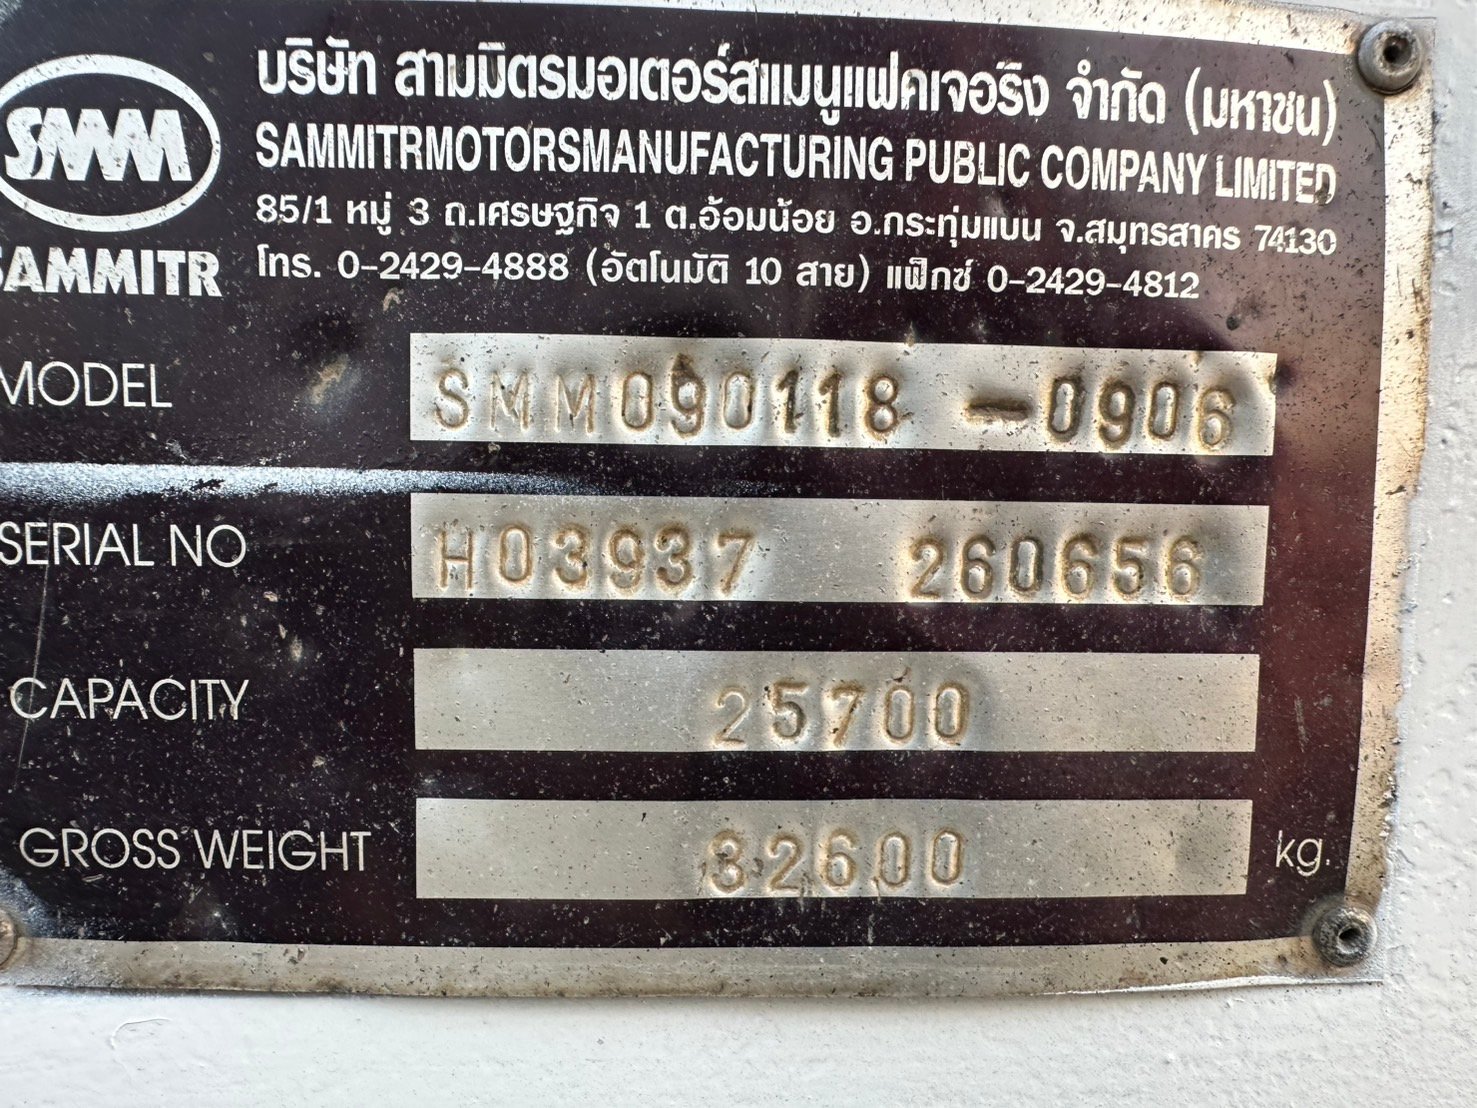 SMM
SAMMITR
บริษัท สามมิตรมอเตอร์สแมนูแฟคเจอริง จำกัด (มหาชน)
SAMMITRMOTORSMANUFACTURING PUBLIC COMPANY LIMITED
85/1 หมู่ 3 ถ.เศรษฐกิจ 1 ต.อ้อมน้อย อ.กระทุ่มแบน จ.สมุทรสาคร 74130
โทร. 0-2429-4888 (อัตโนมัติ 10 สาย) แฟ็กซ์ 0-2429-4812
MODEL SMM090118 -0906
SERIAL NO H03937 260656
CAPACITY 25700
GROSS WEIGHT 32600 kg.